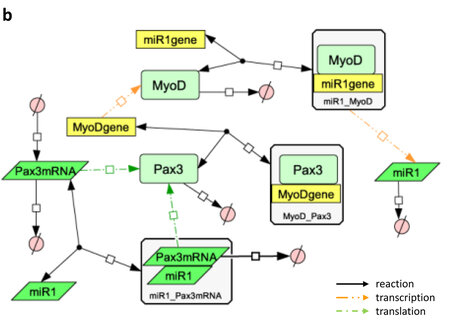 b
miR1gene
MyoD
MyoD
miR1gene
miR1_MyoD
MyoDgene
Pax3mRNA
Pax3
Pax3
MyoDgene
MyoD_Pax3
miR1
Pax3mRNA
miR1
miR1_Pax3mRNA
miR1
reaction
transcription
translation